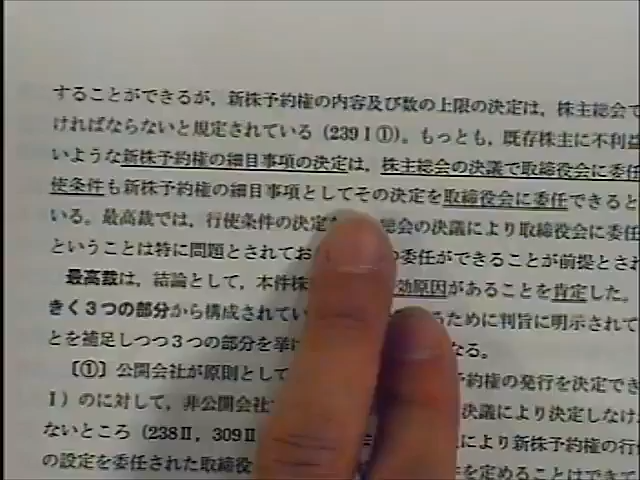 することができるが，新株予約権の内容及び数の上限の決定は，株主総会で
ければならないと規定されている（239Ⅰ①）。もっとも，既存株主に不利益
いような新株予約権の細目事項の決定は，株主総会の決議で取締役会に委任
使条件も新株予約権の細目事項としてその決定を取締役会に委任できると
いる。最高裁では，行使条件の決定 総会の決議により取締役会に委任
ということは特に問題とされてお 委任ができることが前提とされ
最高裁は，結論として，本件株 効原因があることを肯定した。
きく３つの部分から構成されてい るために判旨に明示されて
とを補足しつつ３つの部分を挙 なる。
〔①〕公開会社が原則として 予約権の発行を決定でき
Ⅰ）のに対して，非公開会社 決議により決定しなけ
ないところ（238Ⅱ，309Ⅱ により新株予約権の行
の設定を委任された取締役 を定めることはでき